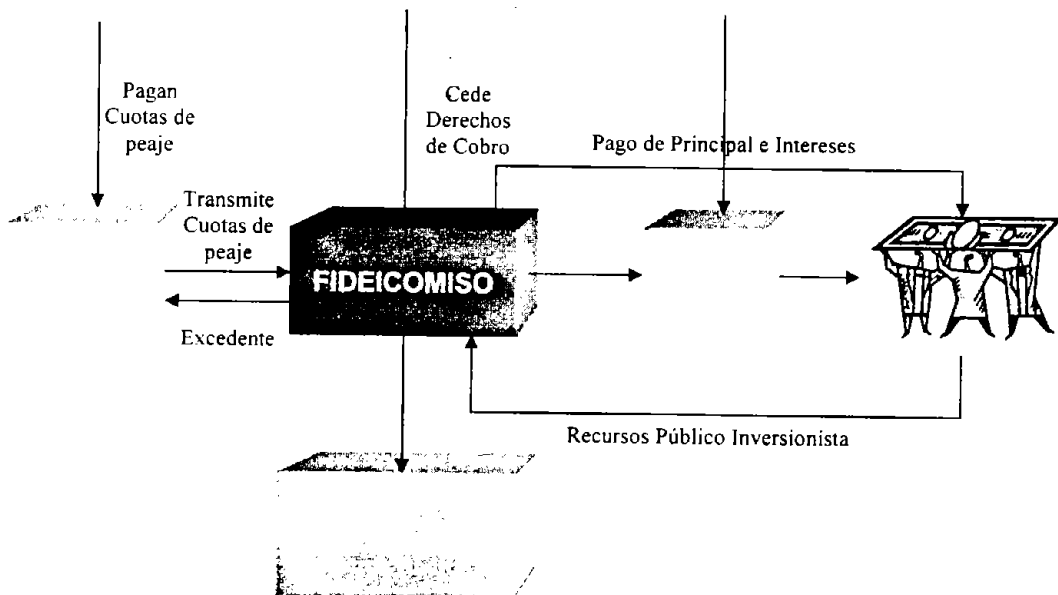 Pagan
Cuotas de
peaje
Cede
Derechos
de Cobro
Pago de Principal e Intereses
Transmite
Cuotas de
peaje
FIDEICOMISO
Excedente
Recursos Público Inversionista